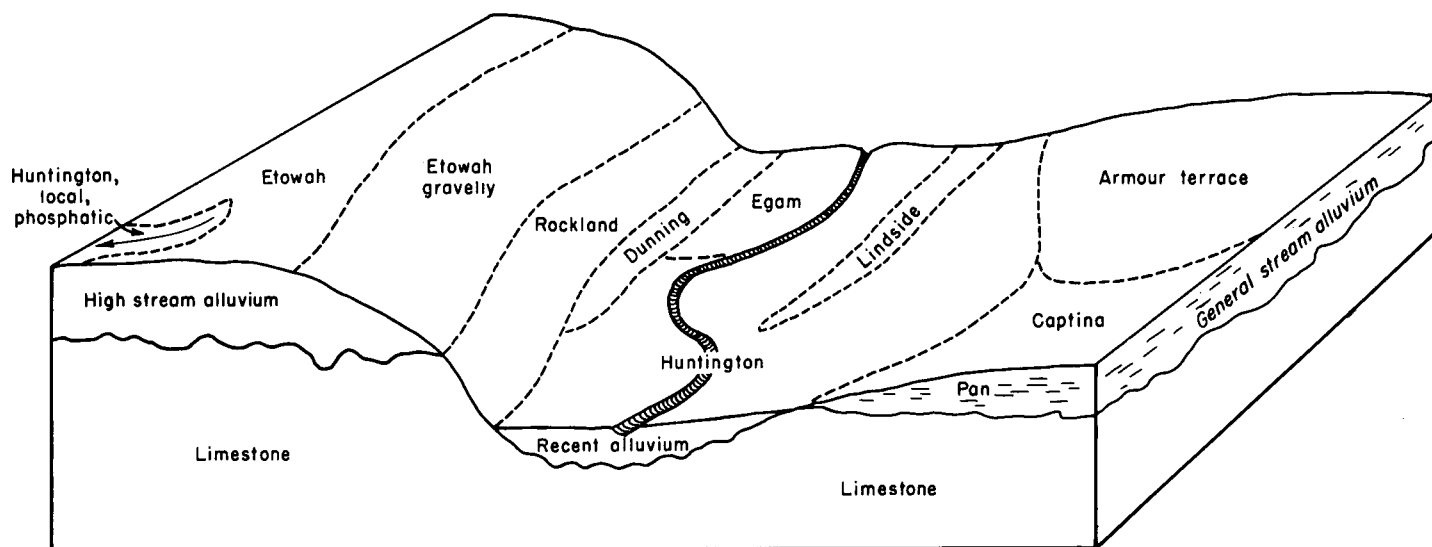 Huntington,
local,
phosphatic
Etowah
Etowah
gravelly
Rockland
Dunning
Egam
Lindside
Armour terrace
General stream alluvium
High stream alluvium
Captina
Huntington
Pan
Recent alluvium
Limestone
Limestone